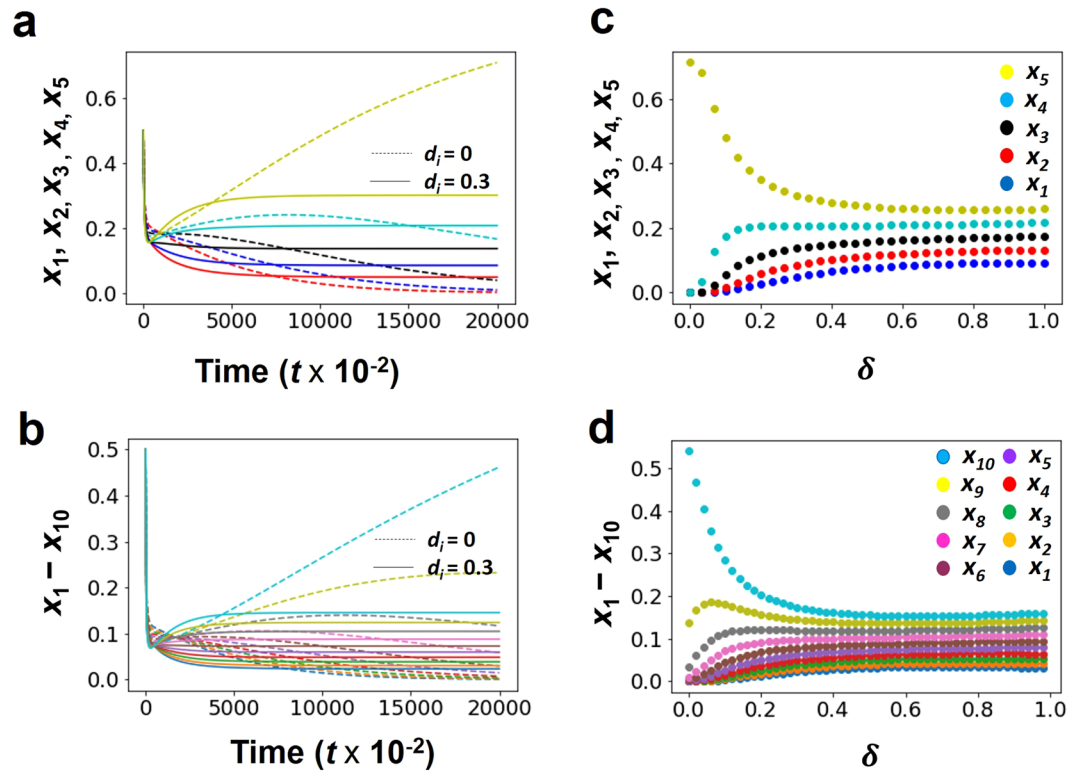 a
x1, x2, x3, x4, x5
0.6
0.4
0.2
0.0
di = 0
di = 0.3
0 5000 10000 15000 20000
Time (t x 10-2)
c
x1, x2, x3, x4, x5
0.6
0.4
0.2
0.0
x5
x4
x3
x2
x1
0.0 0.2 0.4 0.6 0.8 1.0
δ
b
x1 – x10
0.5
0.4
0.3
0.2
0.1
0.0
di = 0
di = 0.3
0 5000 10000 15000 20000
Time (t x 10-2)
d
x1 – x10
0.5
0.4
0.3
0.2
0.1
0.0
x10 x5
x9 x4
x8 x3
x7 x2
x6 x1
0.0 0.2 0.4 0.6 0.8 1.0
δ